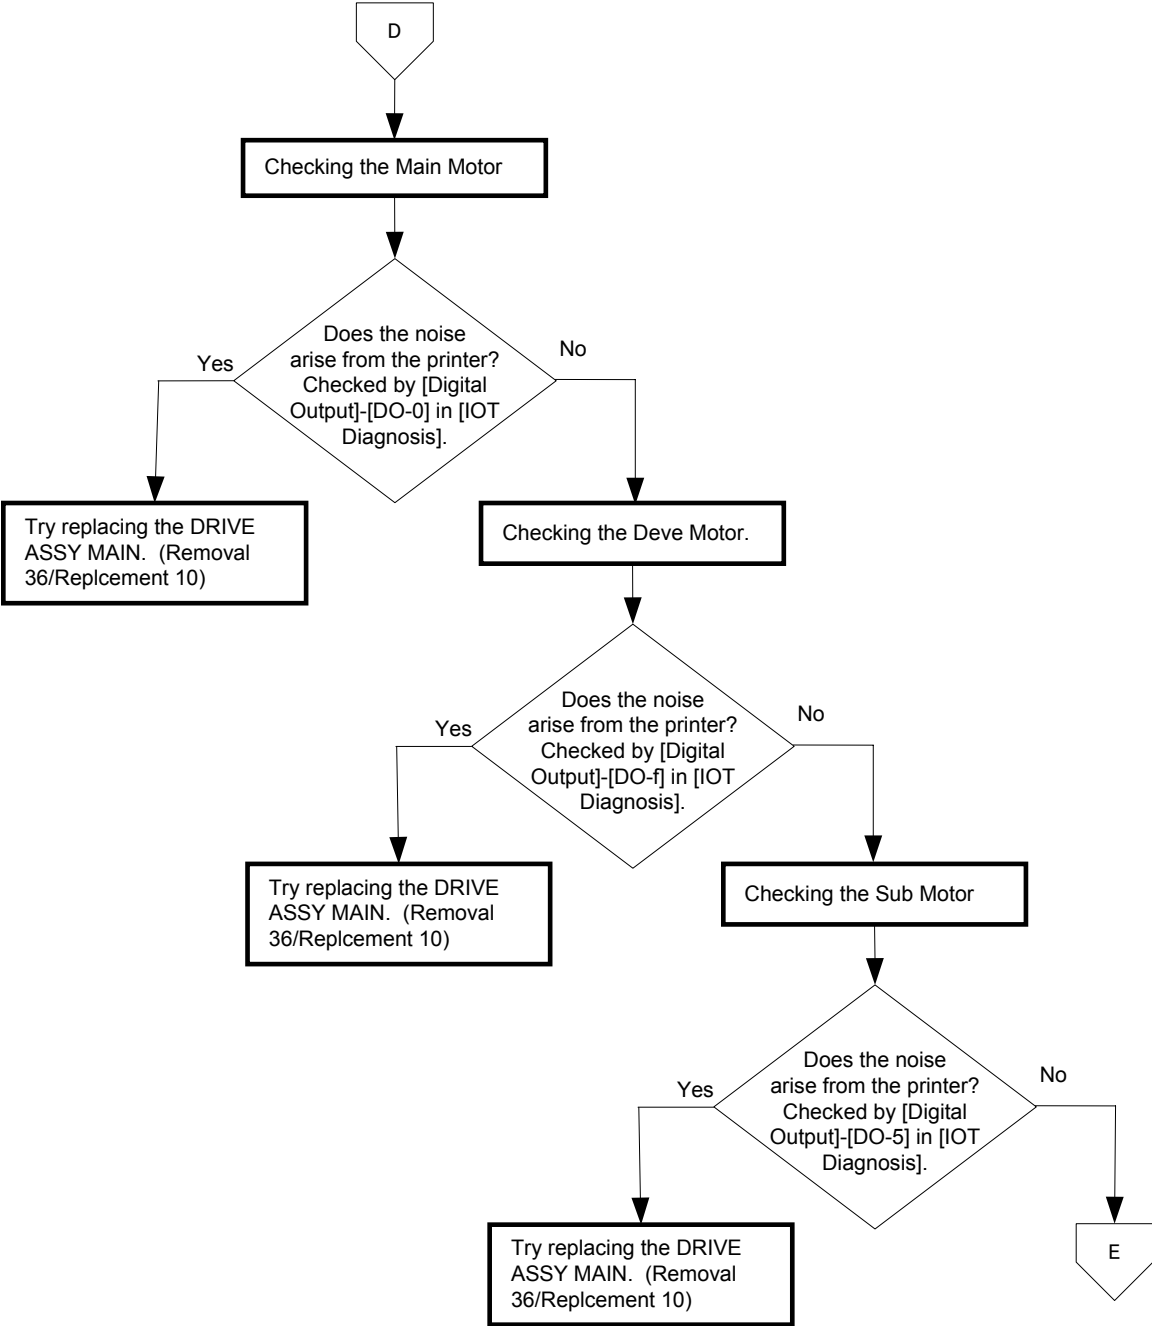 D
Checking the Main Motor
Does the noise
arise from the printer?
Checked by [Digital
Output]-[DO-0] in [IOT
Diagnosis].
Yes
No
Try replacing the DRIVE
ASSY MAIN.  (Removal
36/Replcement 10)
Checking the Deve Motor.
Does the noise
arise from the printer?
Checked by [Digital
Output]-[DO-f] in [IOT
Diagnosis].
Yes
No
Try replacing the DRIVE
ASSY MAIN.  (Removal
36/Replcement 10)
Checking the Sub Motor
Does the noise
arise from the printer?
Checked by [Digital
Output]-[DO-5] in [IOT
Diagnosis].
Yes
No
Try replacing the DRIVE
ASSY MAIN.  (Removal
36/Replcement 10)
E